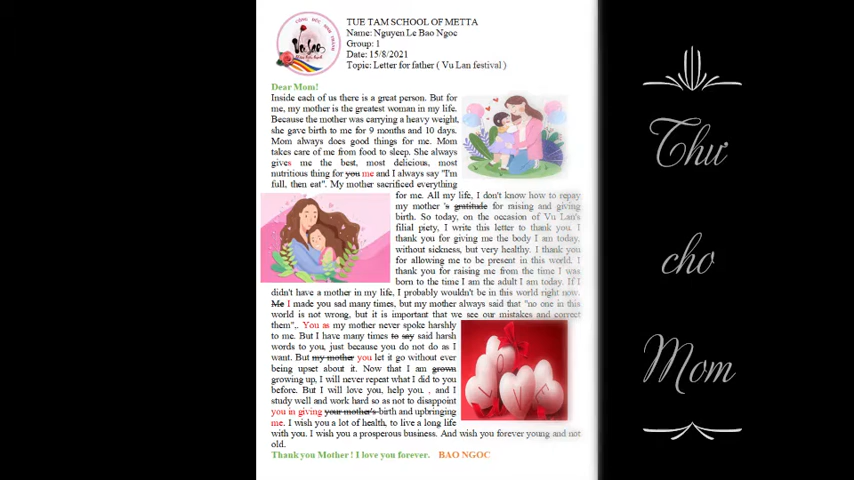 CÔNG ĐỨC SINH THÀNH
Vu Lan
TUE TAM SCHOOL OF METTA
Name: Nguyen Le Bao Ngoc
Group: 1
Date: 15/8/2021
Topic: Letter for father ( Vu Lan festival )
Dear Mom!
Inside each of us there is a great person. But for
me, my mother is the greatest woman in my life.
Because the mother was carrying a heavy weight,
she gave birth to me for 9 months and 10 days.
Mom always does good things for me. Mom
takes care of me from food to sleep. She always
gives me the best, most delicious, most
nutritious thing for you me and I always say "I'm
full, then eat". My mother sacrificed everything
for me. All my life, I don't know how to repay
my mother 's gratitude for raising and giving
birth. So today, on the occasion of Vu Lan's
filial piety, I write this letter to thank you. I
thank you for giving me the body I am today,
without sickness, but very healthy. I thank you
for allowing me to be present in this world. I
thank you for raising me from the time I was
born to the time I am the adult I am today. If I
didn't have a mother in my life, I probably wouldn't be in this world right now.
Me I made you sad many times, but my mother always said that "no one in this
world is not wrong, but it is important that we see our mistakes and correct
them",. You as my mother never spoke harshly
to me. But I have many times to say said harsh
words to you, just because you do not do as I
want. But my mother you let it go without ever
being upset about it. Now that I am grown
growing up, I will never repeat what I did to you
before. But I will love you, help you. , and I
study well and work hard so as not to disappoint
you in giving your mother's birth and upbringing
me. I wish you a lot of health, to live a long life
with you. I wish you a prosperous business. And wish you forever young and not
old.
Thank you Mother ! I love you forever. BAO NGOC
LOVE
Thư
cho
Mom